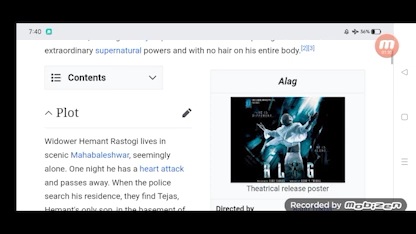 7:40
56%
extraordinary supernatural powers and with no hair on his entire body.[2][3]
Contents
Alag
Plot
Widower Hemant Rastogi lives in
scenic Mahabaleshwar, seemingly
alone. One night he has a heart attack
and passes away. When the police
search his residence, they find Tejas,
Hemant's only son, in the basement of
ALAG
Theatrical release poster
Directed by
Recorded by mobizen